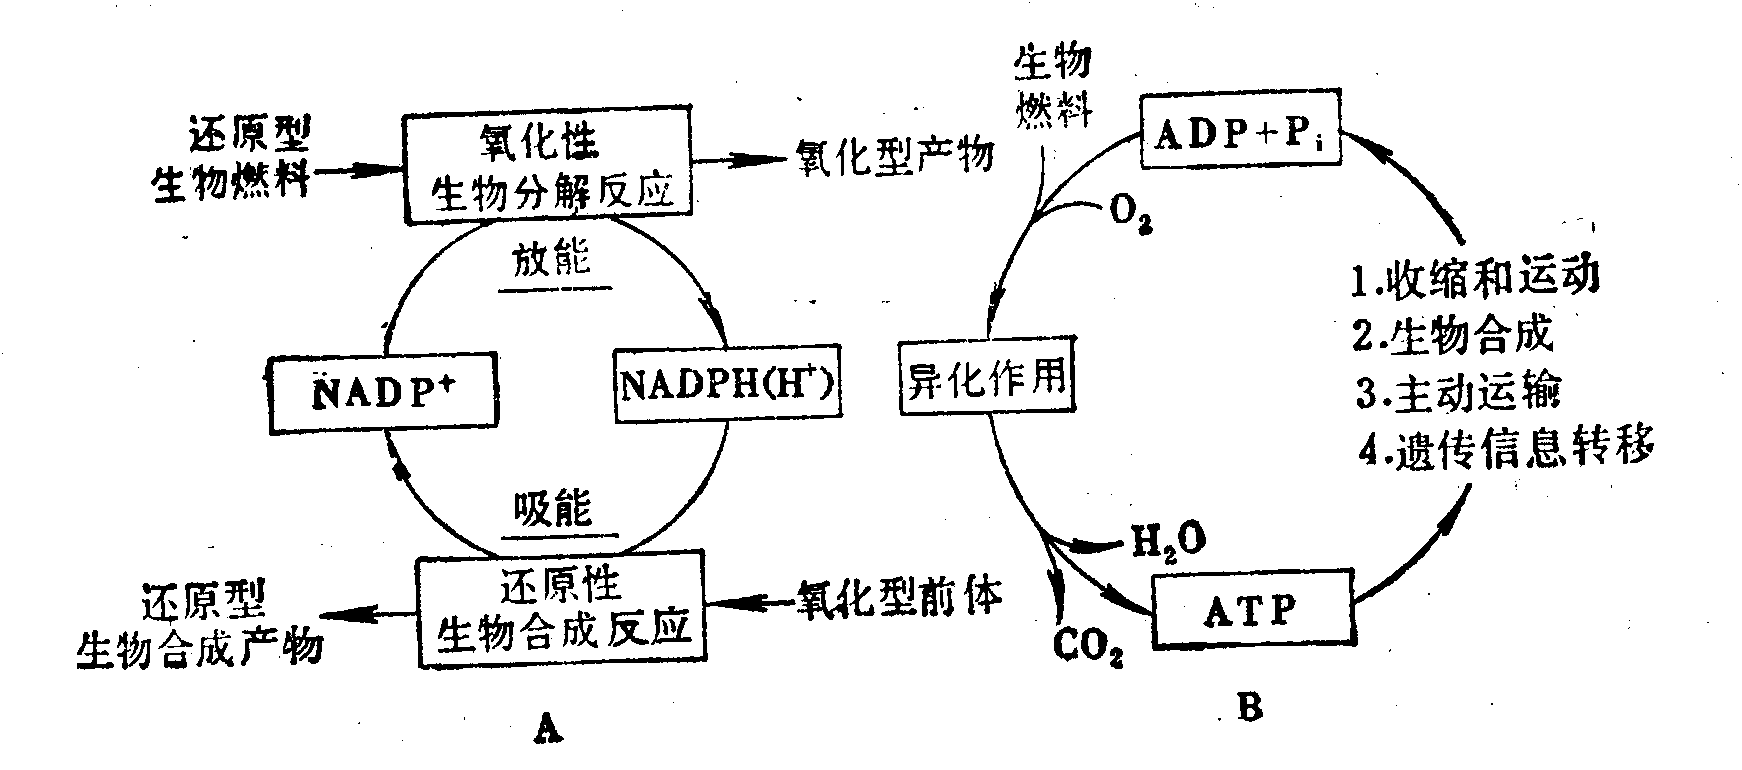 还原型
生物燃料
氧化性
生物分解反应
氧化型产物
放能
NADP⁺
NADPH(H⁺)
吸能
还原型
生物合成产物
还原性
生物合成反应
氧化型前体
A
生物
燃料
ADP+Pᵢ
O₂
异化作用
1.收缩和运动
2.生物合成
3.主动运输
4.遗传信息转移
H₂O
CO₂
ATP
B